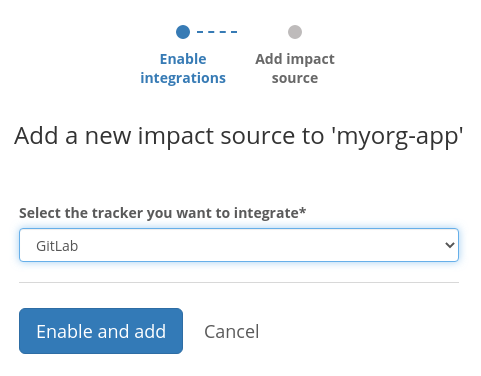 Enable
integrations
Add impact
source
Add a new impact source to 'myorg-app'
Select the tracker you want to integrate*
GitLab
Enable and add
Cancel